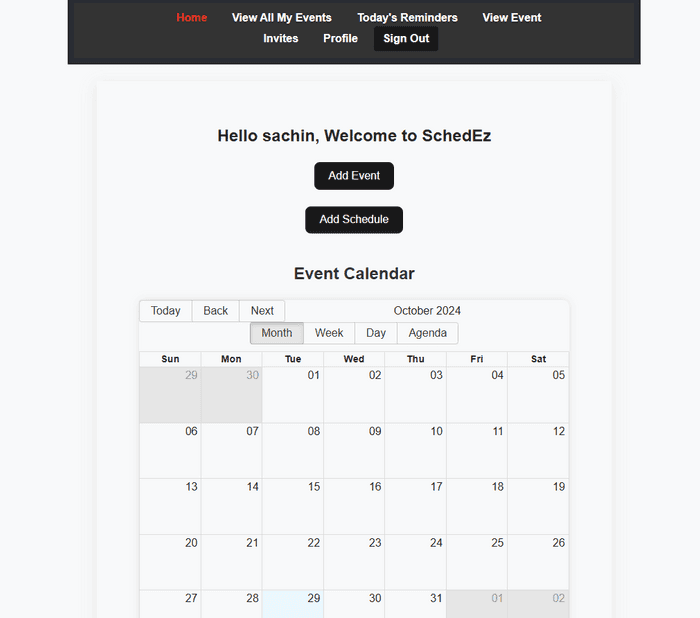 Home View All My Events Today's Reminders View Event
Invites Profile Sign Out
Hello sachin, Welcome to SchedEz
Add Event
Add Schedule
Event Calendar
Today Back Next October 2024
Month Week Day Agenda
Sun Mon Tue Wed Thu Fri Sat
29 30 01 02 03 04 05
06 07 08 09 10 11 12
13 14 15 16 17 18 19
20 21 22 23 24 25 26
27 28 29 30 31 01 02